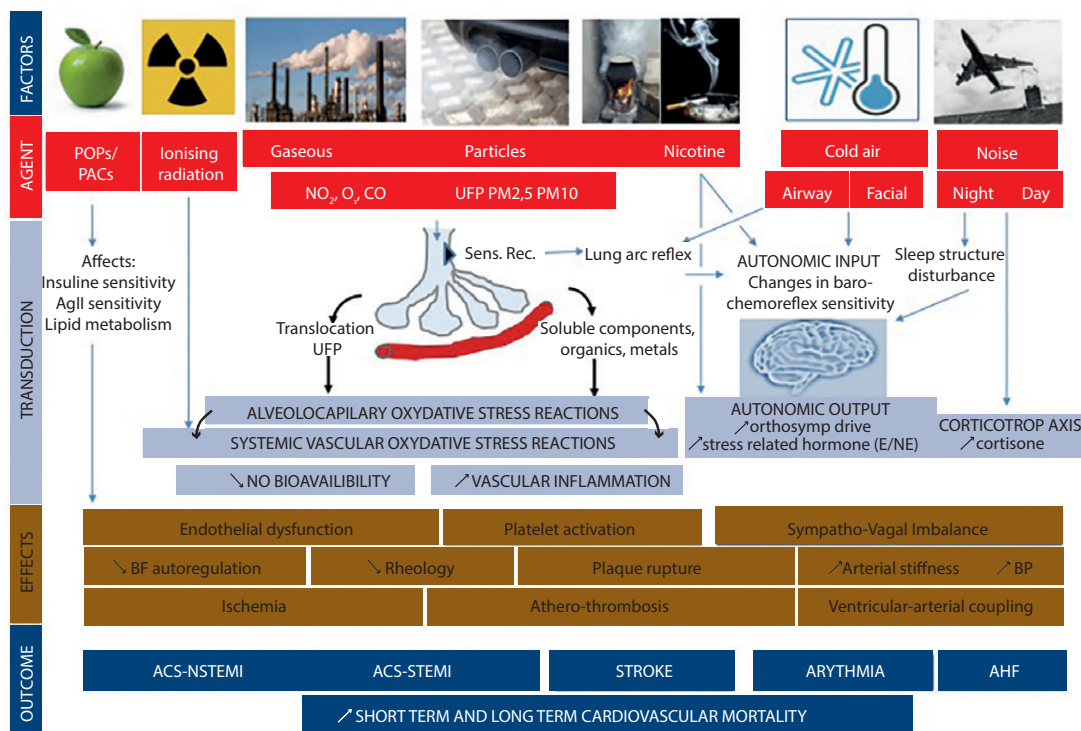 FACTORS
AGENT
POPs/
PACs
Ionising
radiation
Gaseous
Particles
Nicotine
NO₂, O₃, CO
UFP PM2,5 PM10
Cold air
Airway
Facial
Noise
Night
Day
TRANSDUCTION
Affects:
Insuline sensitivity
AgII sensitivity
Lipid metabolism
Sens. Rec.
Lung arc reflex
AUTONOMIC INPUT
Changes in baro-
chemoreflex sensitivity
Sleep structure
disturbance
Translocation
UFP
Soluble components,
organics, metals
ALVEOLOCAPILARY OXYDATIVE STRESS REACTIONS
SYSTEMIC VASCULAR OXYDATIVE STRESS REACTIONS
↘ NO BIOAVAILIBILITY
↗ VASCULAR INFLAMMATION
AUTONOMIC OUTPUT
↗orthosymp drive
↗stress related hormone (E/NE)
CORTICOTROP AXIS
↗cortisone
EFFECTS
Endothelial dysfunction
Platelet activation
Sympatho-Vagal Imbalance
↘ BF autoregulation
↘ Rheology
Plaque rupture
↗Arterial stiffness
↗ BP
Ischemia
Athero-thrombosis
Ventricular-arterial coupling
OUTCOME
ACS-NSTEMI
ACS-STEMI
STROKE
ARYTHMIA
AHF
↗ SHORT TERM AND LONG TERM CARDIOVASCULAR MORTALITY